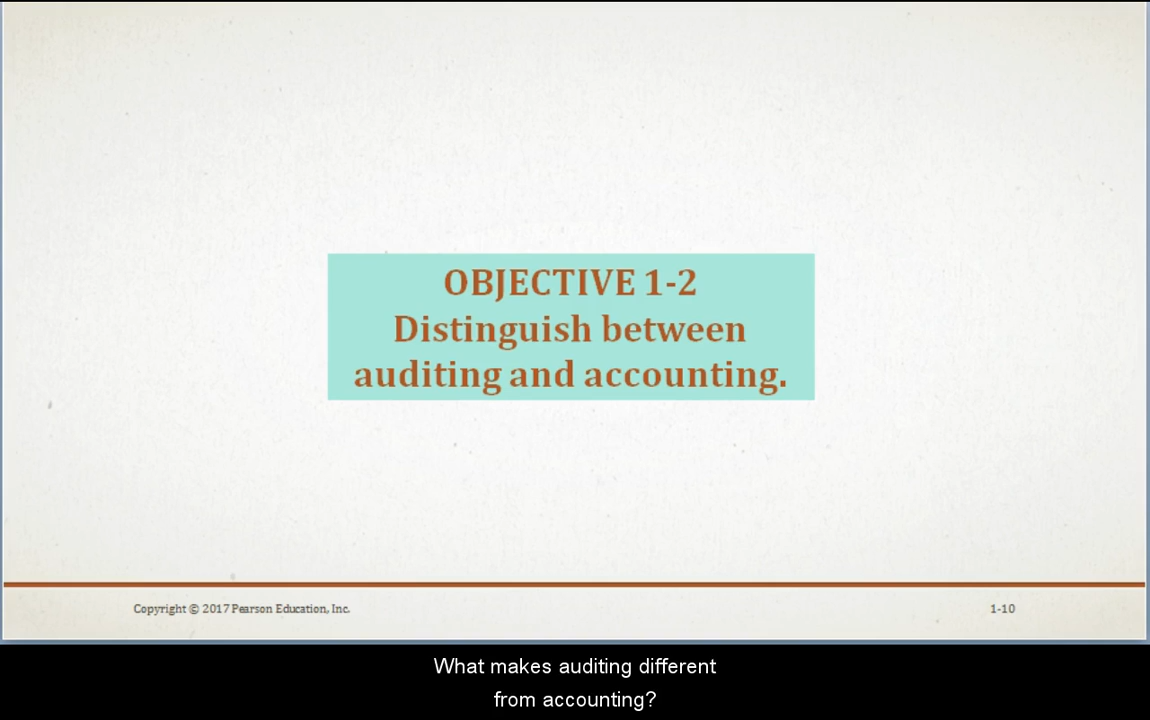 OBJECTIVE 1-2
Distinguish between
auditing and accounting.
Copyright © 2017 Pearson Education, Inc.
1-10
What makes auditing different
from accounting?